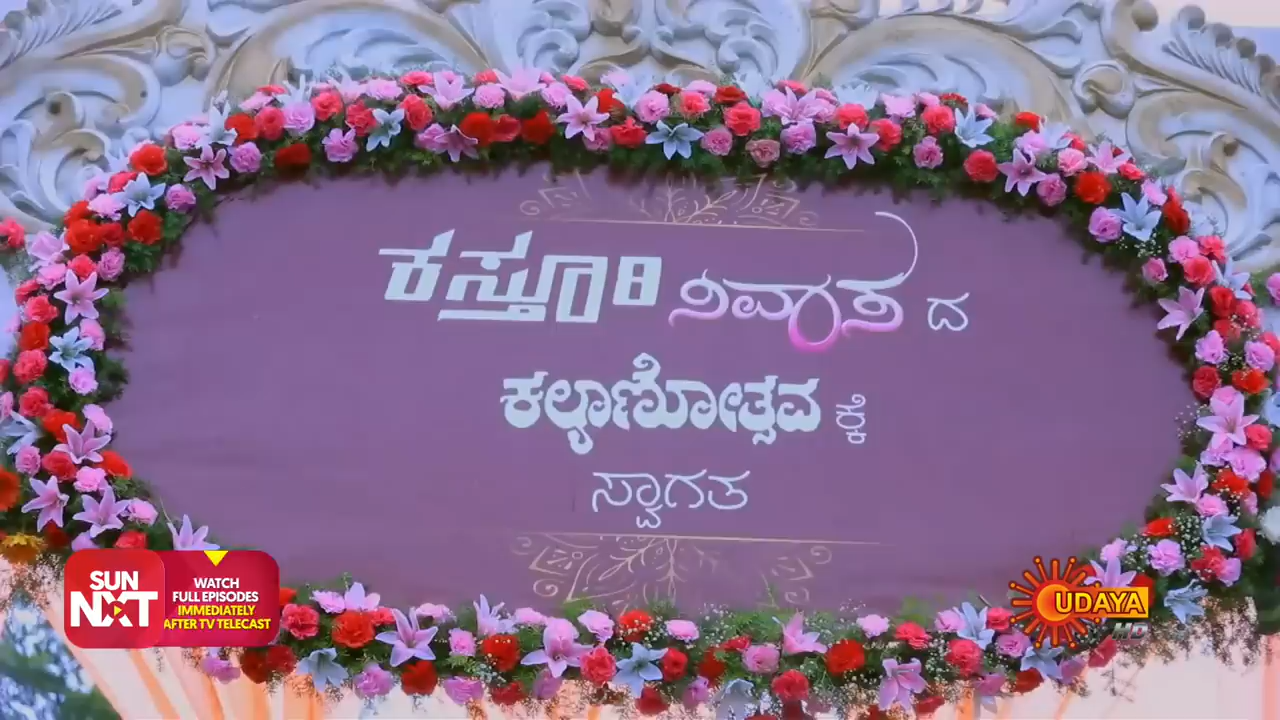 ಕಸ್ತೂರಿ ನಿವಾಸ ದ
ಕಲ್ಯಾಣೋತ್ಸವ ಕ್ಕೆ
ಸ್ವಾಗತ
SUN NXT
WATCH
FULL EPISODES
IMMEDIATELY
AFTER TV TELECAST
UDAYA
HD